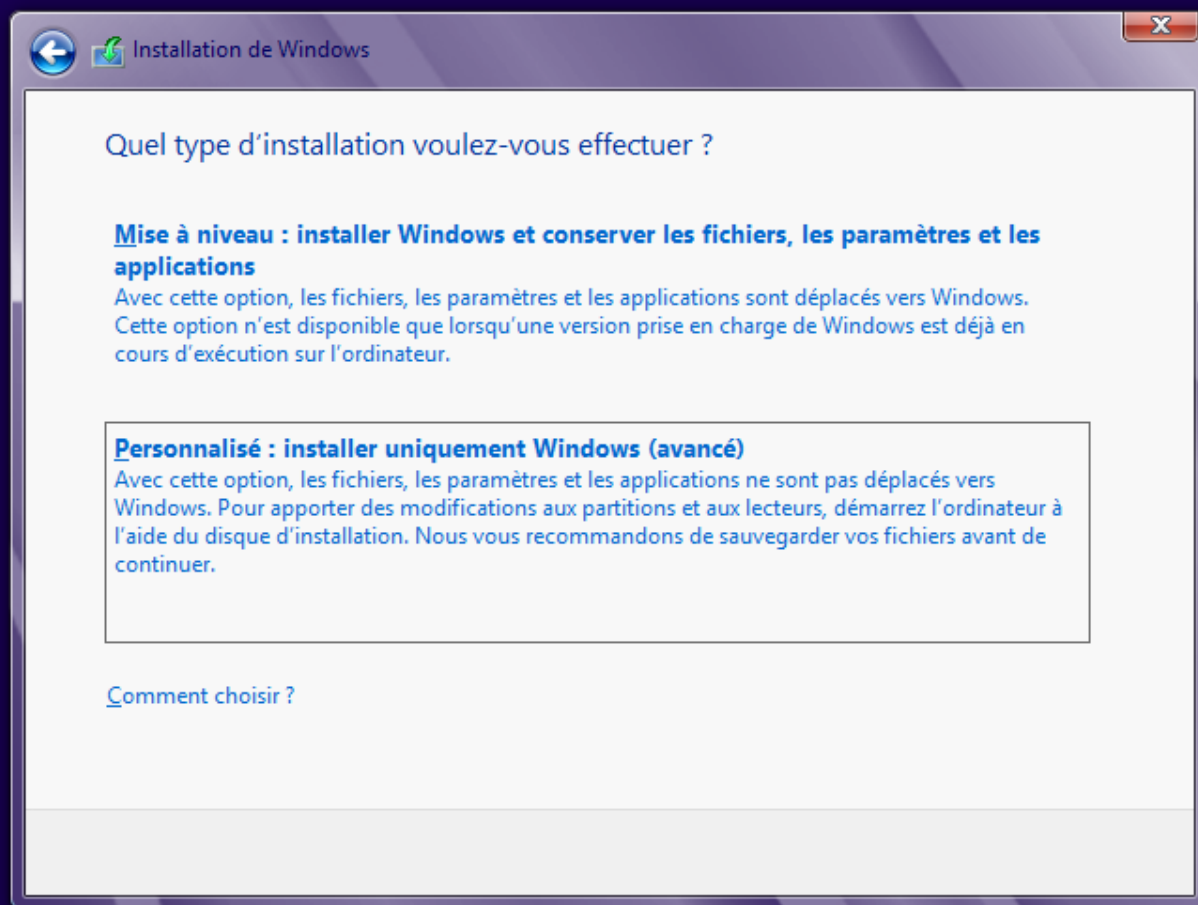 Installation de Windows
Quel type d’installation voulez-vous effectuer ?
Mise à niveau : installer Windows et conserver les fichiers, les paramètres et les
applications
Avec cette option, les fichiers, les paramètres et les applications sont déplacés vers Windows.
Cette option n’est disponible que lorsqu’une version prise en charge de Windows est déjà en
cours d’exécution sur l’ordinateur.
Personnalisé : installer uniquement Windows (avancé)
Avec cette option, les fichiers, les paramètres et les applications ne sont pas déplacés vers
Windows. Pour apporter des modifications aux partitions et aux lecteurs, démarrez l’ordinateur à
l’aide du disque d’installation. Nous vous recommandons de sauvegarder vos fichiers avant de
continuer.
Comment choisir ?